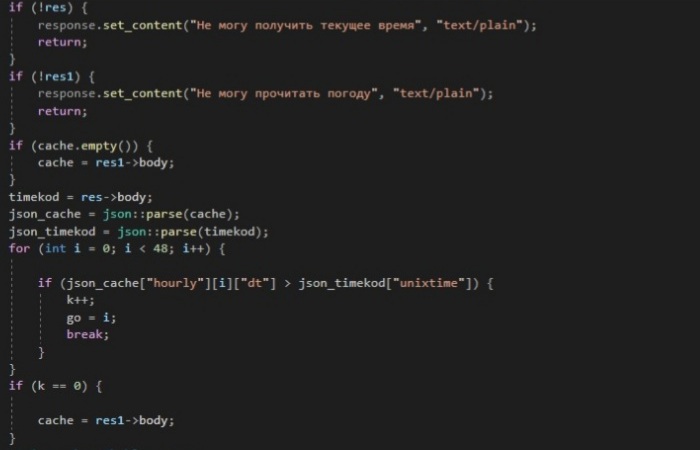 if (!res) {
    response.set_content("Не могу получить текущее время", "text/plain");
    return;
}
if (!res1) {
    response.set_content("Не могу прочитать погоду", "text/plain");
    return;
}
if (cache.empty()) {
    cache = res1->body;
}
timekod = res->body;
json_cache = json::parse(cache);
json_timekod = json::parse(timekod);
for (int i = 0; i < 48; i++) {
    if (json_cache["hourly"][i]["dt"] > json_timekod["unixtime"]) {
        k++;
        go = i;
        break;
    }
}
if (k == 0) {
    cache = res1->body;
}